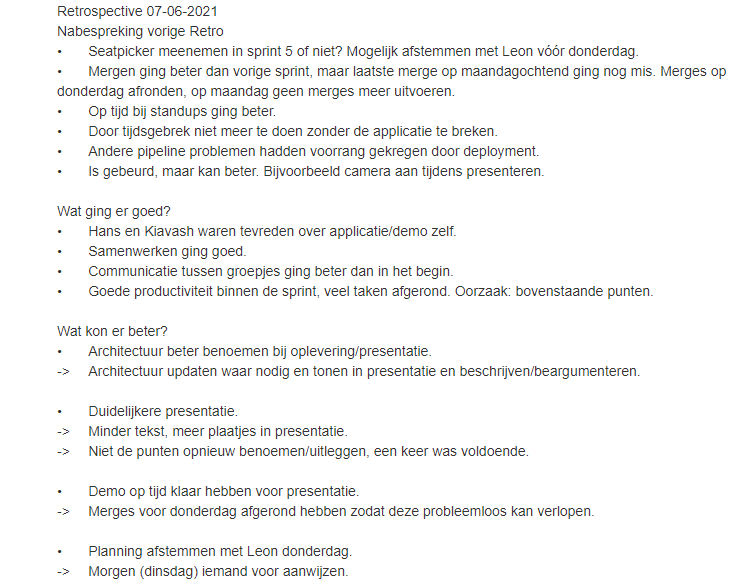 Retrospective 07-06-2021
Nabespreking vorige Retro
• Seatpicker meenemen in sprint 5 of niet? Mogelijk afstemmen met Leon vóór donderdag.
• Mergen ging beter dan vorige sprint, maar laatste merge op maandagochtend ging nog mis. Merges op
donderdag afronden, op maandag geen merges meer uitvoeren.
• Op tijd bij standups ging beter.
• Door tijdsgebrek niet meer te doen zonder de applicatie te breken.
• Andere pipeline problemen hadden voorrang gekregen door deployment.
• Is gebeurd, maar kan beter. Bijvoorbeeld camera aan tijdens presenteren.
Wat ging er goed?
• Hans en Kiavash waren tevreden over applicatie/demo zelf.
• Samenwerken ging goed.
• Communicatie tussen groepjes ging beter dan in het begin.
• Goede productiviteit binnen de sprint, veel taken afgerond. Oorzaak: bovenstaande punten.
Wat kon er beter?
• Architectuur beter benoemen bij oplevering/presentatie.
-> Architectuur updaten waar nodig en tonen in presentatie en beschrijven/beargumenteren.
• Duidelijkere presentatie.
-> Minder tekst, meer plaatjes in presentatie.
-> Niet de punten opnieuw benoemen/uitleggen, een keer was voldoende.
• Demo op tijd klaar hebben voor presentatie.
-> Merges voor donderdag afgerond hebben zodat deze probleemloos kan verlopen.
• Planning afstemmen met Leon donderdag.
-> Morgen (dinsdag) iemand voor aanwijzen.